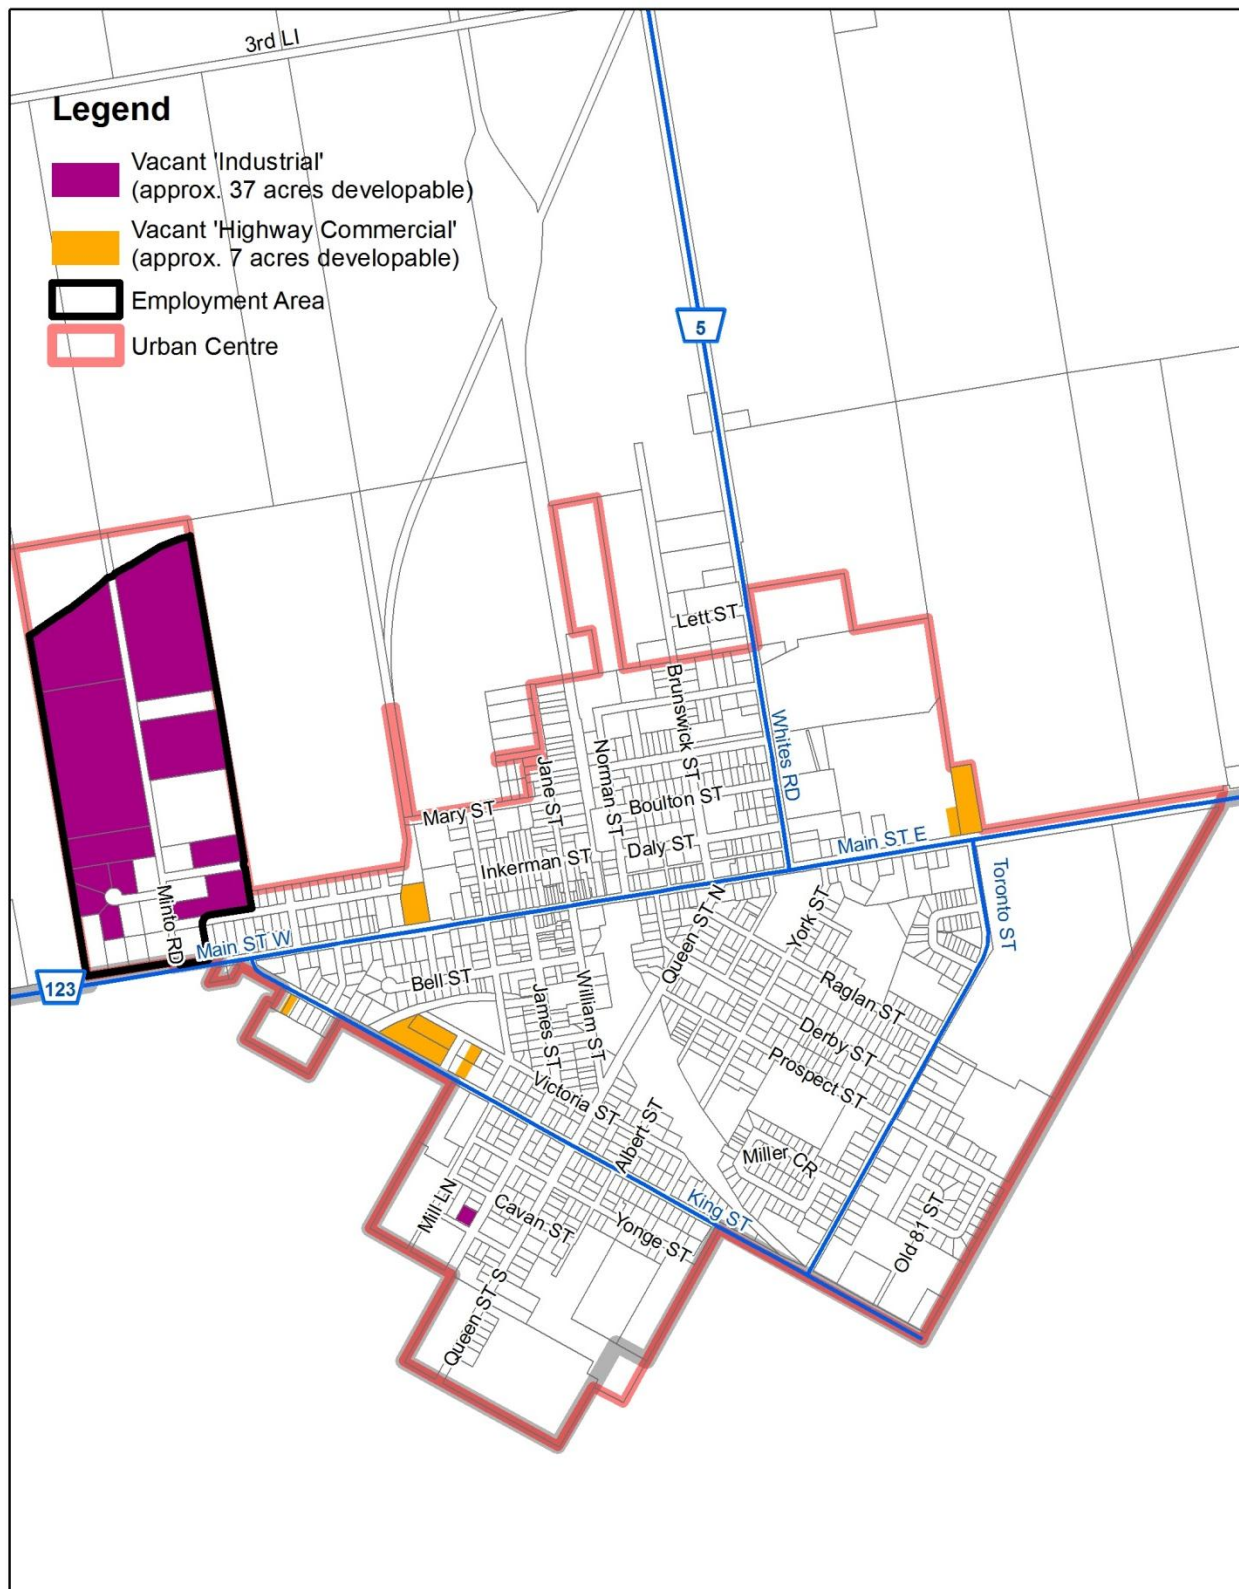 3rd LI
Legend
Vacant 'Industrial'
(approx. 37 acres developable)
Vacant 'Highway Commercial'
(approx. 7 acres developable)
Employment Area
Urban Centre
5
Lett ST
Brunswick ST
Whites RD
Norman ST
Jane ST
Boulton ST
Mary ST
Daly ST
Main ST E
Inkerman ST
Toronto ST
Minto RD
Main ST W
Queen ST N
York ST
123
Bell ST
William ST
James ST
Raglan ST
Derby ST
Prospect ST
Victoria ST
Albert ST
Miller CR
Mill LN
Cavan ST
Yonge ST
King ST
Old 81 ST
Queen ST S